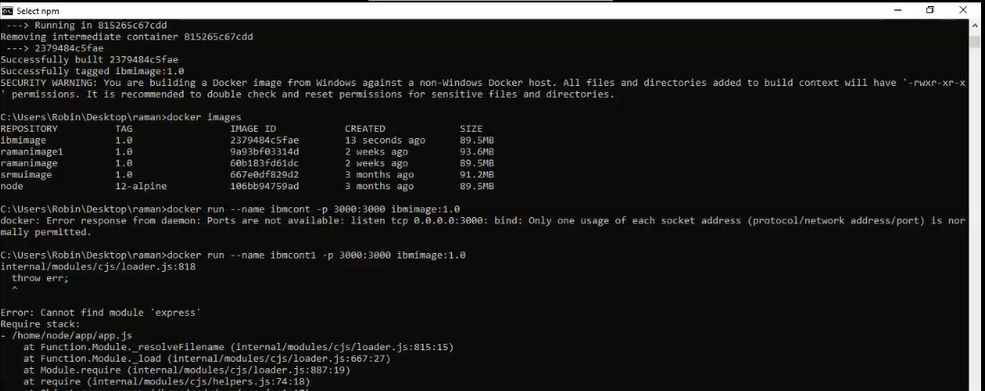 Select npm
---> Running in 815265c67cdd
Removing intermediate container 815265c67cdd
---> 2379484c5fae
Successfully built 2379484c5fae
Successfully tagged ibmimage:1.0
SECURITY WARNING: You are building a Docker image from Windows against a non-Windows Docker host. All files and directories added to build context will have '-rwxr-xr-x
' permissions. It is recommended to double check and reset permissions for sensitive files and directories.
C:\Users\Robin\Desktop\raman>docker images
REPOSITORY TAG IMAGE ID CREATED SIZE
ibmimage 1.0 2379484c5fae 13 seconds ago 89.5MB
ramanimage1 1.0 9a93bf03314d 2 weeks ago 93.6MB
ramanimage 1.0 60b183fd61dc 2 weeks ago 89.5MB
srmuimage 1.0 667e0df829d2 3 months ago 91.2MB
node 12-alpine 106bb94759ad 3 months ago 89.5MB
C:\Users\Robin\Desktop\raman>docker run --name ibmcont -p 3000:3000 ibmimage:1.0
docker: Error response from daemon: Ports are not available: listen tcp 0.0.0.0:3000: bind: Only one usage of each socket address (protocol/network address/port) is nor
mally permitted.
C:\Users\Robin\Desktop\raman>docker run --name ibmcont1 -p 3000:3000 ibmimage:1.0
internal/modules/cjs/loader.js:818
throw err;
^
Error: Cannot find module 'express'
Require stack:
- /home/node/app/app.js
at Function.Module._resolveFilename (internal/modules/cjs/loader.js:815:15)
at Function.Module._load (internal/modules/cjs/loader.js:667:27)
at Module.require (internal/modules/cjs/loader.js:887:19)
at require (internal/modules/cjs/helpers.js:74:18)